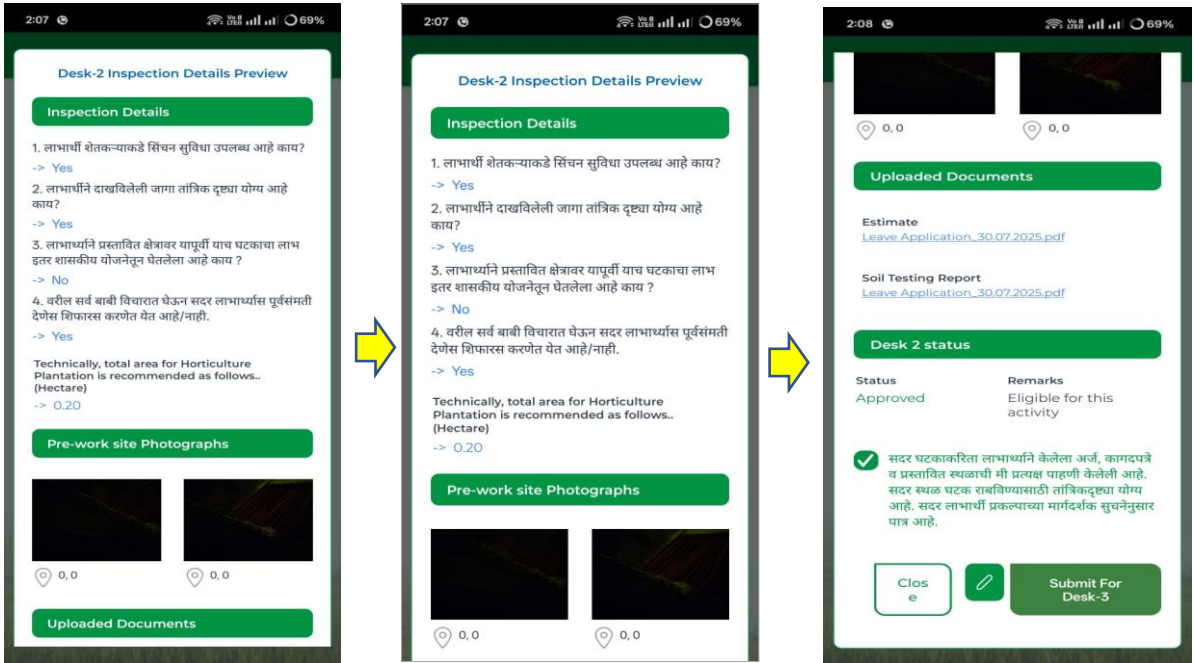 2:07
Vo
LTE
69%
Desk-2 Inspection Details Preview
Inspection Details
1. लाभार्थी शेतकऱ्याकडे सिंचन सुविधा उपलब्ध आहे काय?
-> Yes
2. लाभार्थीने दाखविलेली जागा तांत्रिक दृष्ट्या योग्य आहे
काय?
-> Yes
3. लाभार्थ्याने प्रस्तावित क्षेत्रावर यापूर्वी याच घटकाचा लाभ
इतर शासकीय योजनेतून घेतलेला आहे काय ?
-> No
4. वरील सर्व बाबी विचारात घेऊन सदर लाभार्थ्यास पूर्वसंमती
देणेस शिफारस करणेत येत आहे/नाही.
-> Yes
Technically, total area for Horticulture
Plantation is recommended as follows..
(Hectare)
-> 0.20
Pre-work site Photographs
0, 0
0, 0
Uploaded Documents
2:07
Vo
LTE
69%
Desk-2 Inspection Details Preview
Inspection Details
1. लाभार्थी शेतकऱ्याकडे सिंचन सुविधा उपलब्ध आहे काय?
-> Yes
2. लाभार्थीने दाखविलेली जागा तांत्रिक दृष्ट्या योग्य आहे
काय?
-> Yes
3. लाभार्थ्याने प्रस्तावित क्षेत्रावर यापूर्वी याच घटकाचा लाभ
इतर शासकीय योजनेतून घेतलेला आहे काय ?
-> No
4. वरील सर्व बाबी विचारात घेऊन सदर लाभार्थ्यास पूर्वसंमती
देणेस शिफारस करणेत येत आहे/नाही.
-> Yes
Technically, total area for Horticulture
Plantation is recommended as follows..
(Hectare)
-> 0.20
Pre-work site Photographs
0, 0
0, 0
2:08
Vo
LTE
69%
0, 0
0, 0
Uploaded Documents
Estimate
Leave Application_30.07.2025.pdf
Soil Testing Report
Leave Application_30.07.2025.pdf
Desk 2 status
Status
Remarks
Approved
Eligible for this
activity
सदर घटकाकरिता लाभार्थ्याने केलेला अर्ज, कागदपत्रे
व प्रस्तावित स्थळाची मी प्रत्यक्ष पाहणी केलेली आहे.
सदर स्थळ घटक राबविण्यासाठी तांत्रिकदृष्ट्या योग्य
आहे. सदर लाभार्थी प्रकल्पाच्या मार्गदर्शक सुचनेनुसार
पात्र आहे.
Clos
e
Submit For
Desk-3